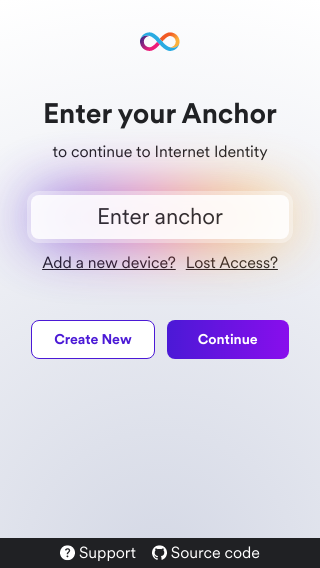 Enter your Anchor
to continue to Internet Identity
Enter anchor
Add a new device? Lost Access?
Create New Continue
? Support Source code